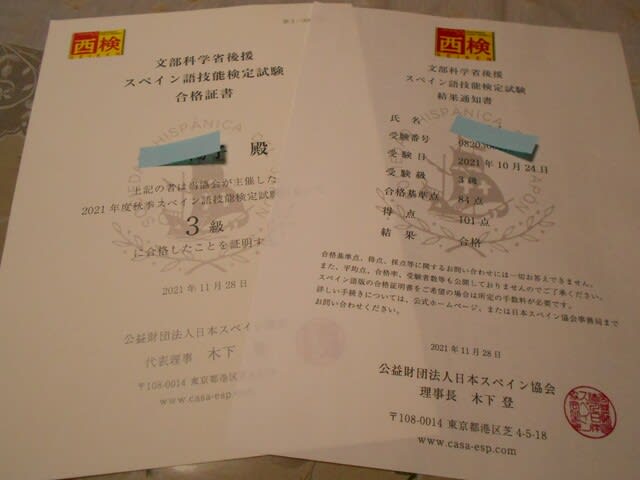 西検
文部科学省後援
スペイン語技能検定試験
合格証書
殿
上記の者は当協会が主催した
2021年度秋季スペイン語技能検定試験
3級
に合格したことを証明す
2021年11月28日
公益財団法人日本スペイン
代表理事 木下
〒108-0014 東京都港区
www.casa-esp.com
西検
文部科学省後援
スペイン語技能検定試験
結果通知書
氏名
受験番号
受験日 2021年10月24日
受験級 3級
合格基準点 84点
得点 101点
結果 合格
合格基準点、得点、採点等に関するお問い合わせには一切お答えできません。
また、平均点、合格率、受験者数等も公開しておりませんのでご了承ください。
スペイン語版の合格証明書をご希望の場合は所定の手数料が必要です。
詳しい手続きについては、公式ホームページ、または日本スペイン協会事務局まで
お問い合わせください。
2021年11月28日
公益財団法人日本スペイン協会
理事長 木下 登
〒108-0014 東京都港区芝4-5-18
www.casa-esp.com